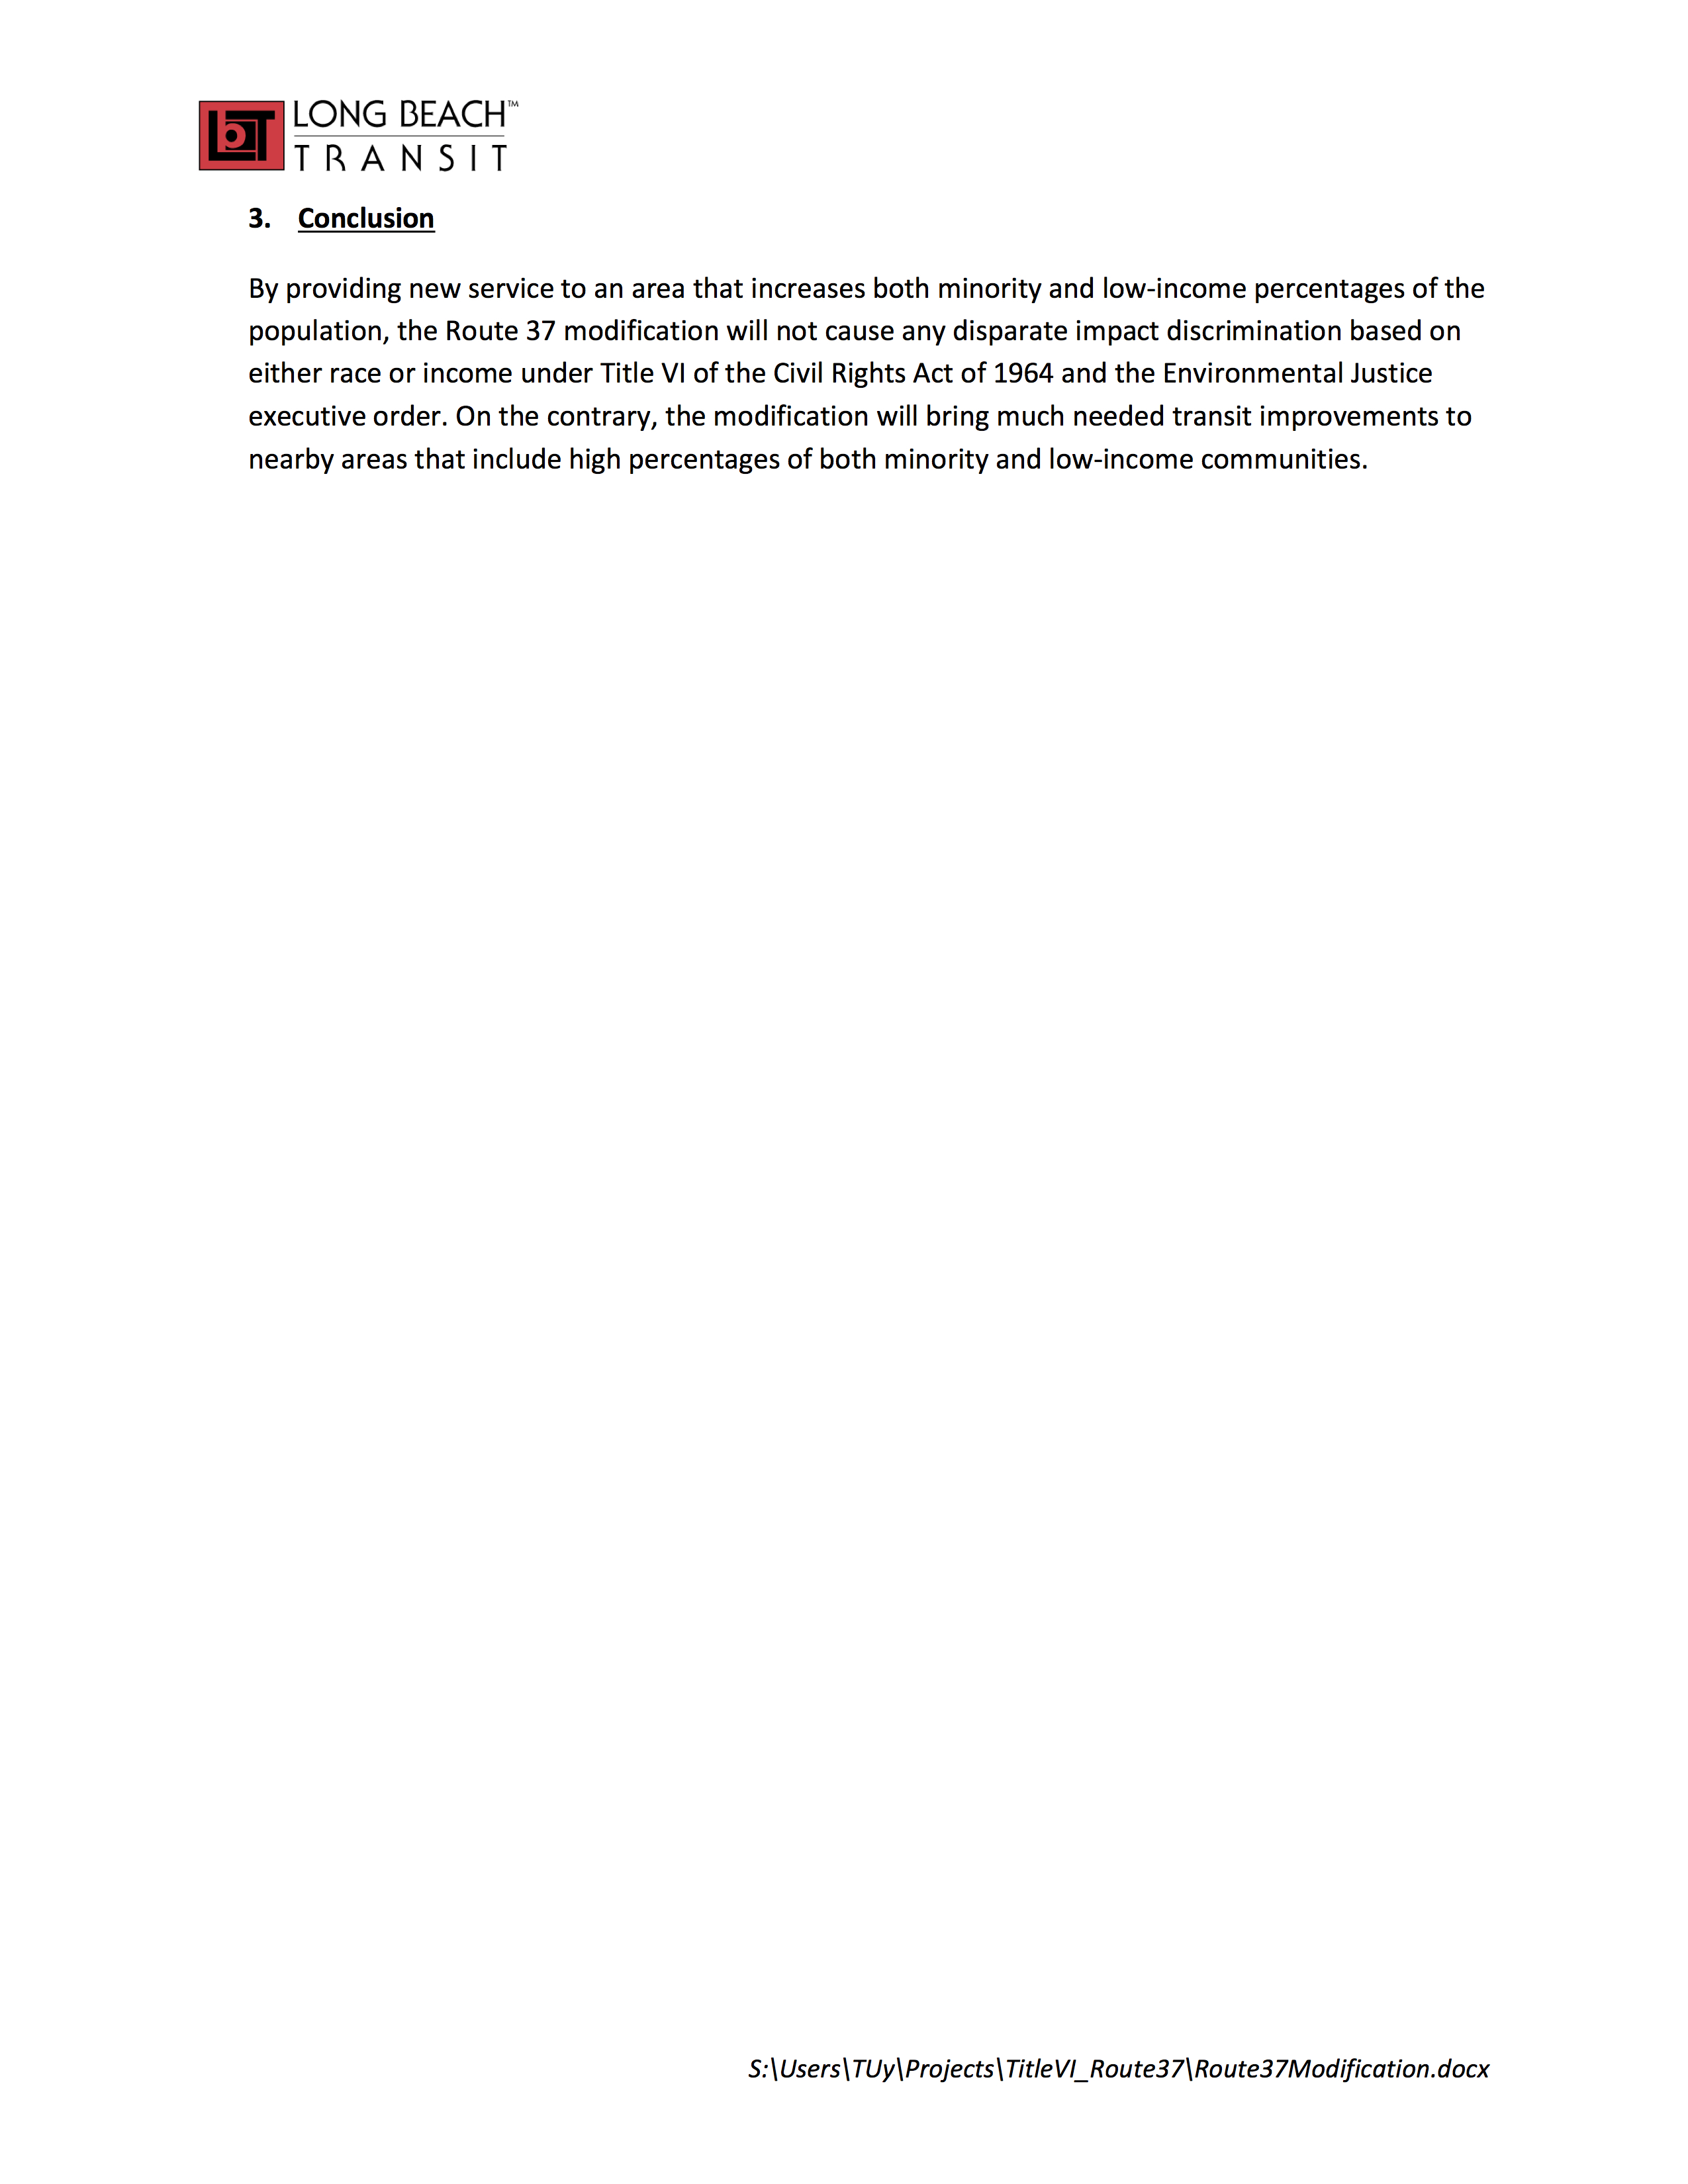 LONG BEACH™
TRANSIT
3. Conclusion
By providing new service to an area that increases both minority and low-income percentages of the
population, the Route 37 modification will not cause any disparate impact discrimination based on
either race or income under Title VI of the Civil Rights Act of 1964 and the Environmental Justice
executive order. On the contrary, the modification will bring much needed transit improvements to
nearby areas that include high percentages of both minority and low-income communities.
S:\Users\TUy\Projects\TitleVI_Route37\Route37Modification.docx